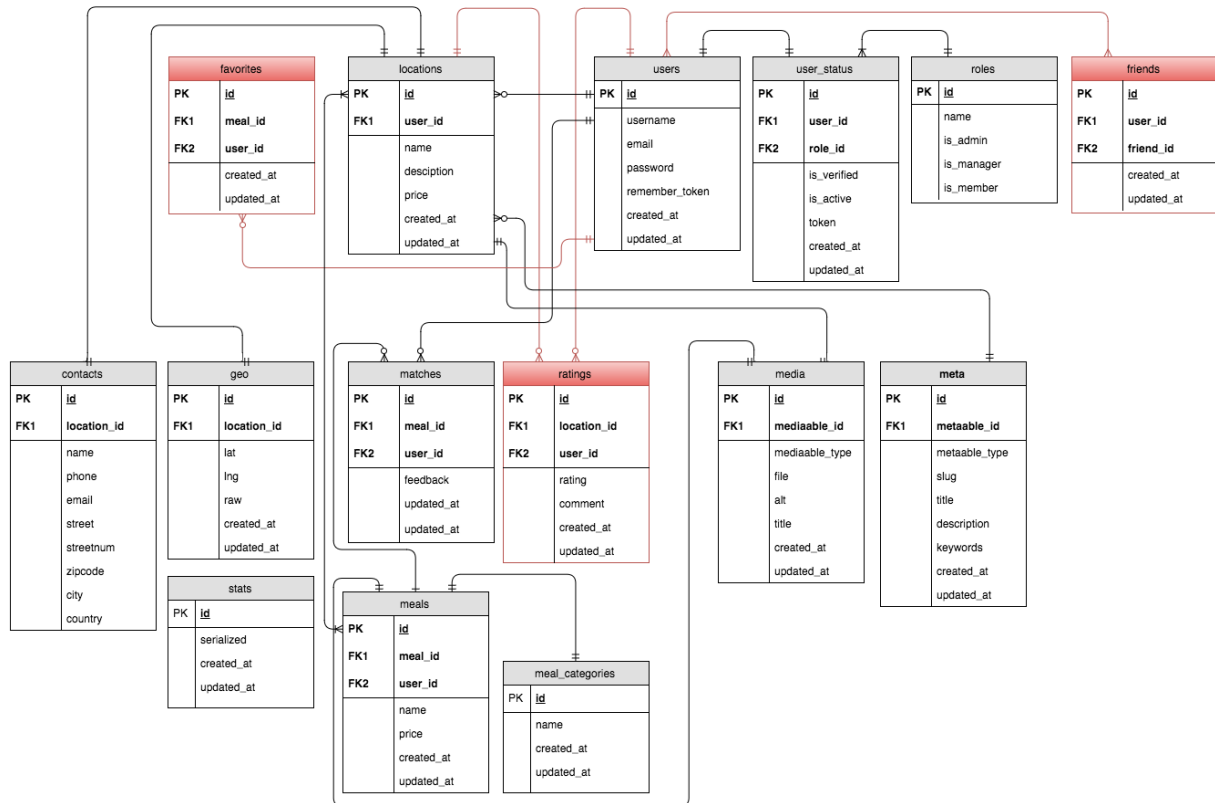 favorites
PK id
FK1 meal_id
FK2 user_id
created_at
updated_at
locations
PK id
FK1 user_id
name
desciption
price
created_at
updated_at
users
PK id
username
email
password
remember_token
created_at
updated_at
user_status
PK id
FK1 user_id
FK2 role_id
is_verified
is_active
token
created_at
updated_at
roles
PK id
name
is_admin
is_manager
is_member
friends
PK id
FK1 user_id
FK2 friend_id
created_at
updated_at
contacts
PK id
FK1 location_id
name
phone
email
street
streetnum
zipcode
city
country
geo
PK id
FK1 location_id
lat
lng
raw
created_at
updated_at
matches
PK id
FK1 meal_id
FK2 user_id
feedback
updated_at
updated_at
ratings
PK id
FK1 location_id
FK2 user_id
rating
comment
created_at
updated_at
media
PK id
FK1 mediaable_id
mediaable_type
file
alt
title
created_at
updated_at
meta
PK id
FK1 metaable_id
metaable_type
slug
title
description
keywords
created_at
updated_at
stats
PK id
serialized
created_at
updated_at
meals
PK id
FK1 meal_id
FK2 user_id
name
price
created_at
updated_at
meal_categories
PK id
name
created_at
updated_at